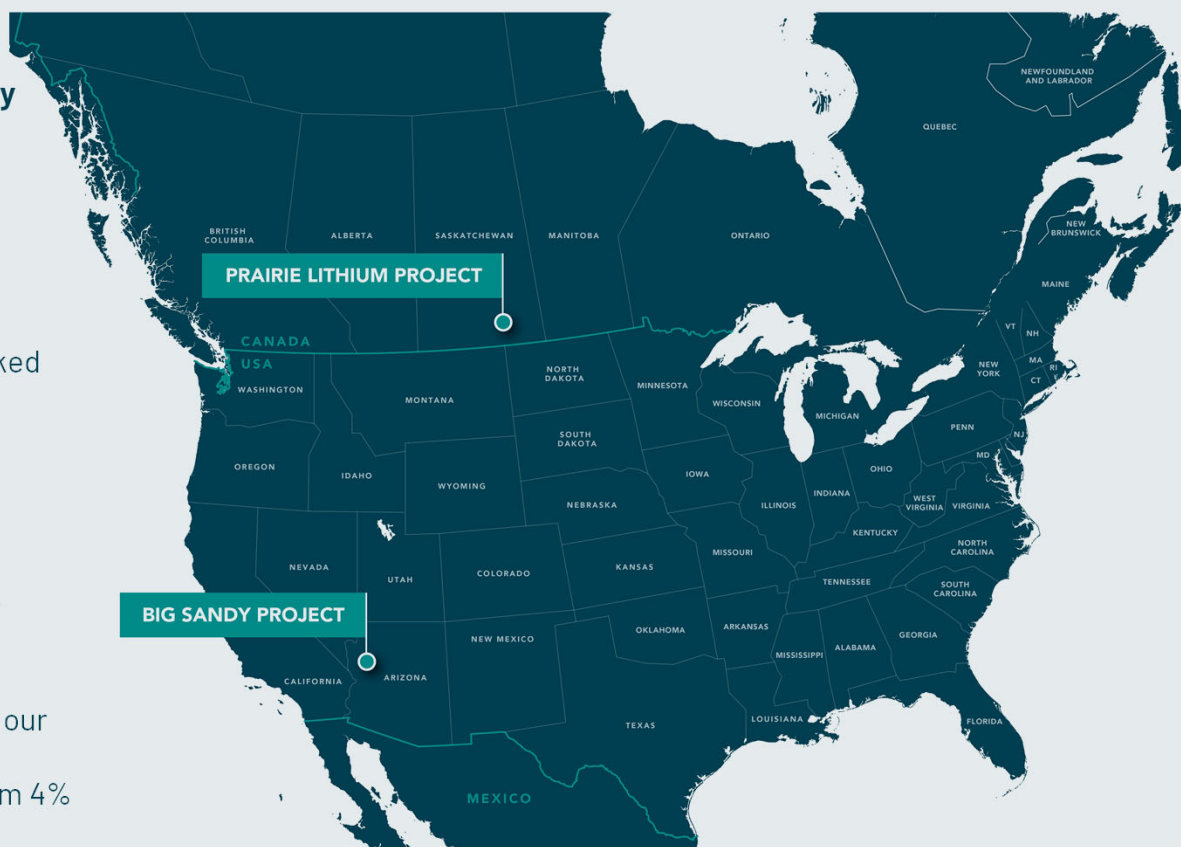 y
ked
our
m 4%
NEWFOUNDLAND
AND LABRADOR
QUEBEC
BRITISH
COLUMBIA
ALBERTA
SASKATCHEWAN
MANITOBA
ONTARIO
NEW
BRUNSWICK
PRAIRIE LITHIUM PROJECT
MAINE
VT
NH
CANADA
USA
MA
RI
NEW
YORK
CT
WASHINGTON
NORTH
DAKOTA
MINNESOTA
MONTANA
WISCONSIN
MICHIGAN
PENN
NJ
SOUTH
DAKOTA
MD
OREGON
IDAHO
IOWA
OHIO
WYOMING
INDIANA
ILLINOIS
NEBRASKA
WEST
VIRGINIA
VIRGINIA
KENTUCKY
NORTH
CAROLINA
MISSOURI
NEVADA
UTAH
COLORADO
KANSAS
TENNESSEE
SOUTH
CAROLINA
BIG SANDY PROJECT
OKLAHOMA
ARKANSAS
NEW MEXICO
GEORGIA
MISSISSIPPI
ALABAMA
CALIFORNIA
ARIZONA
TEXAS
LOUISIANA
FLORIDA
MEXICO